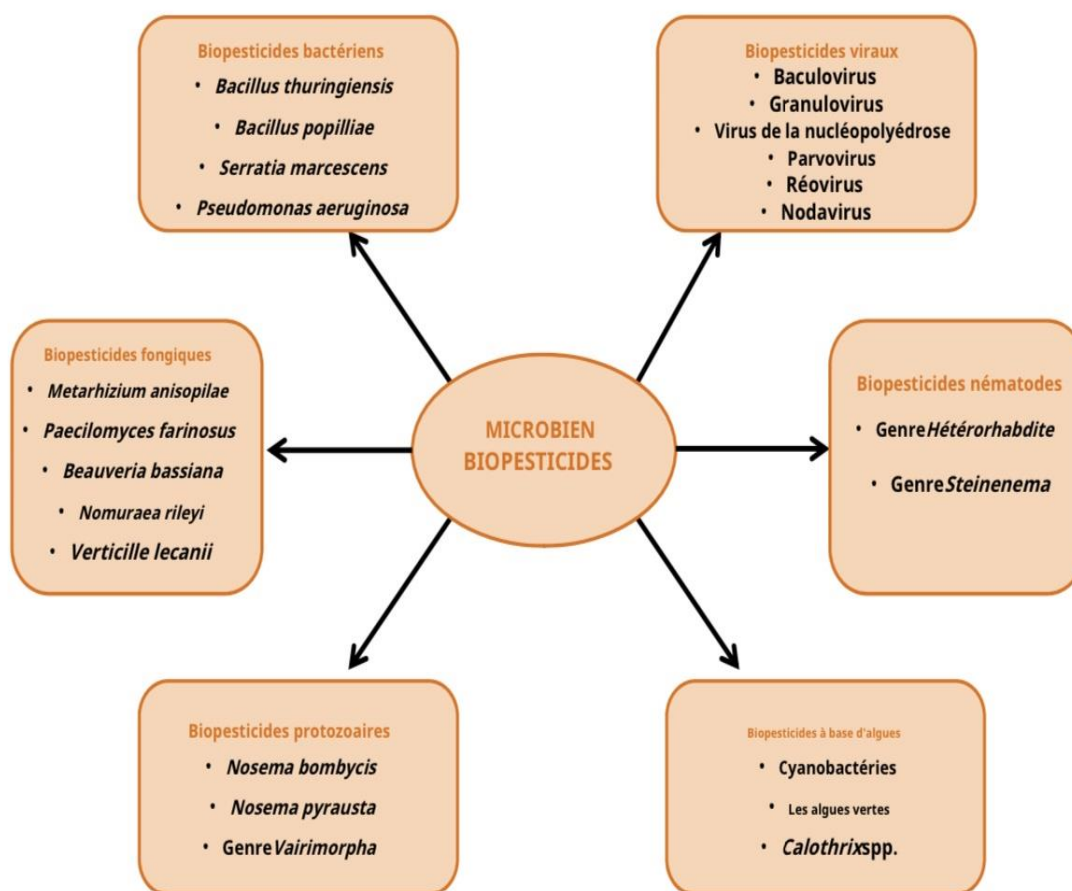 Biopesticides bactériens
• Bacillus thuringiensis
• Bacillus popilliae
• Serratia marcescens
• Pseudomonas aeruginosa
Biopesticides viraux
• Baculovirus
• Granulovirus
• Virus de la nucléopolyédrose
• Parvovirus
• Réovirus
• Nodavirus
Biopesticides fongiques
• Metarhizium anisopilae
• Paecilomyces farinosus
• Beauveria bassiana
• Nomuraea rileyi
• Verticille lecanii
MICROBIEN
BIOPESTICIDES
Biopesticides nématodes
• GenreHétérorhabdite
• GenreSteinenema
Biopesticides protozoaires
• Nosema bombycis
• Nosema pyrausta
• GenreVairimorpha
Biopesticides à base d'algues
• Cyanobactéries
• Les algues vertes
• Calothrixspp.